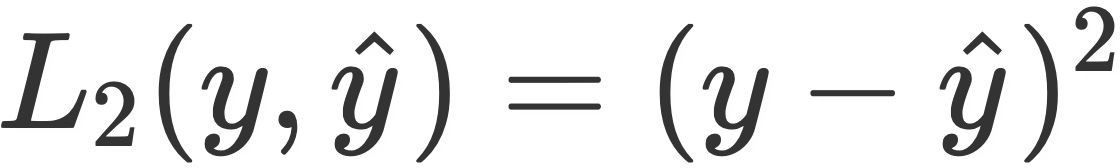 L₂(y, ŷ) = (y − ŷ)²